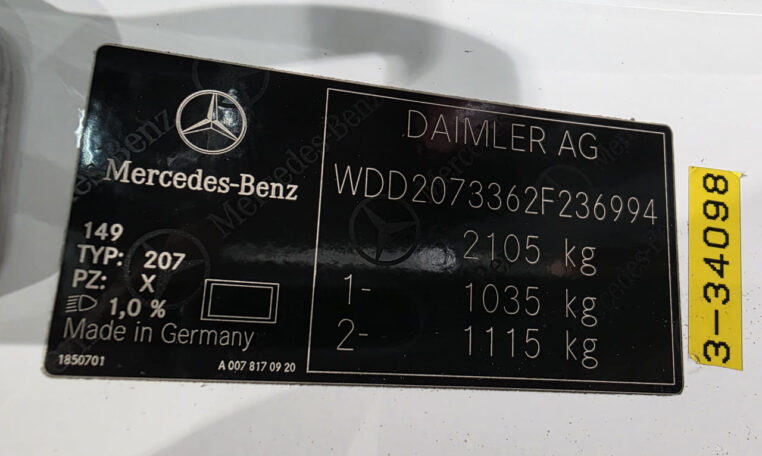 Mercedes-Benz
149
TYP: 207
PZ: X
1,0 %
Made in Germany
1850701
A 007 817 09 20
DAIMLER AG
WDD2073362F236994
2105 kg
1- 1035 kg
2- 1115 kg
3-34098